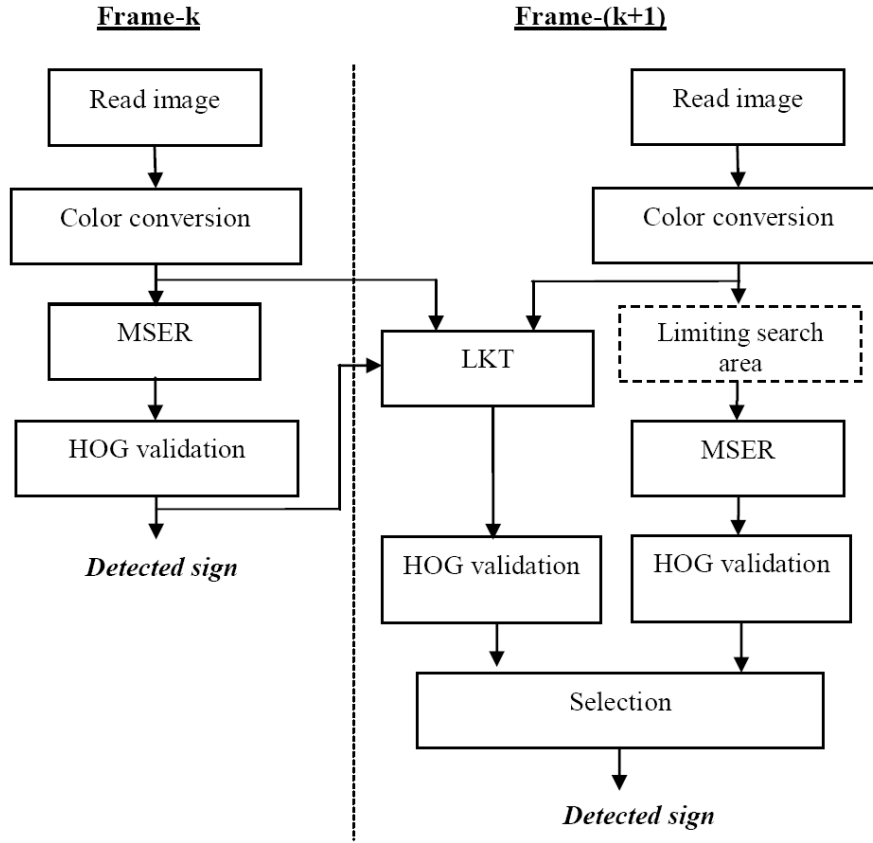 Frame-k
Read image
Color conversion
MSER
HOG validation
Detected sign
Frame-(k+1)
Read image
Color conversion
LKT
Limiting search
area
MSER
HOG validation
HOG validation
Selection
Detected sign